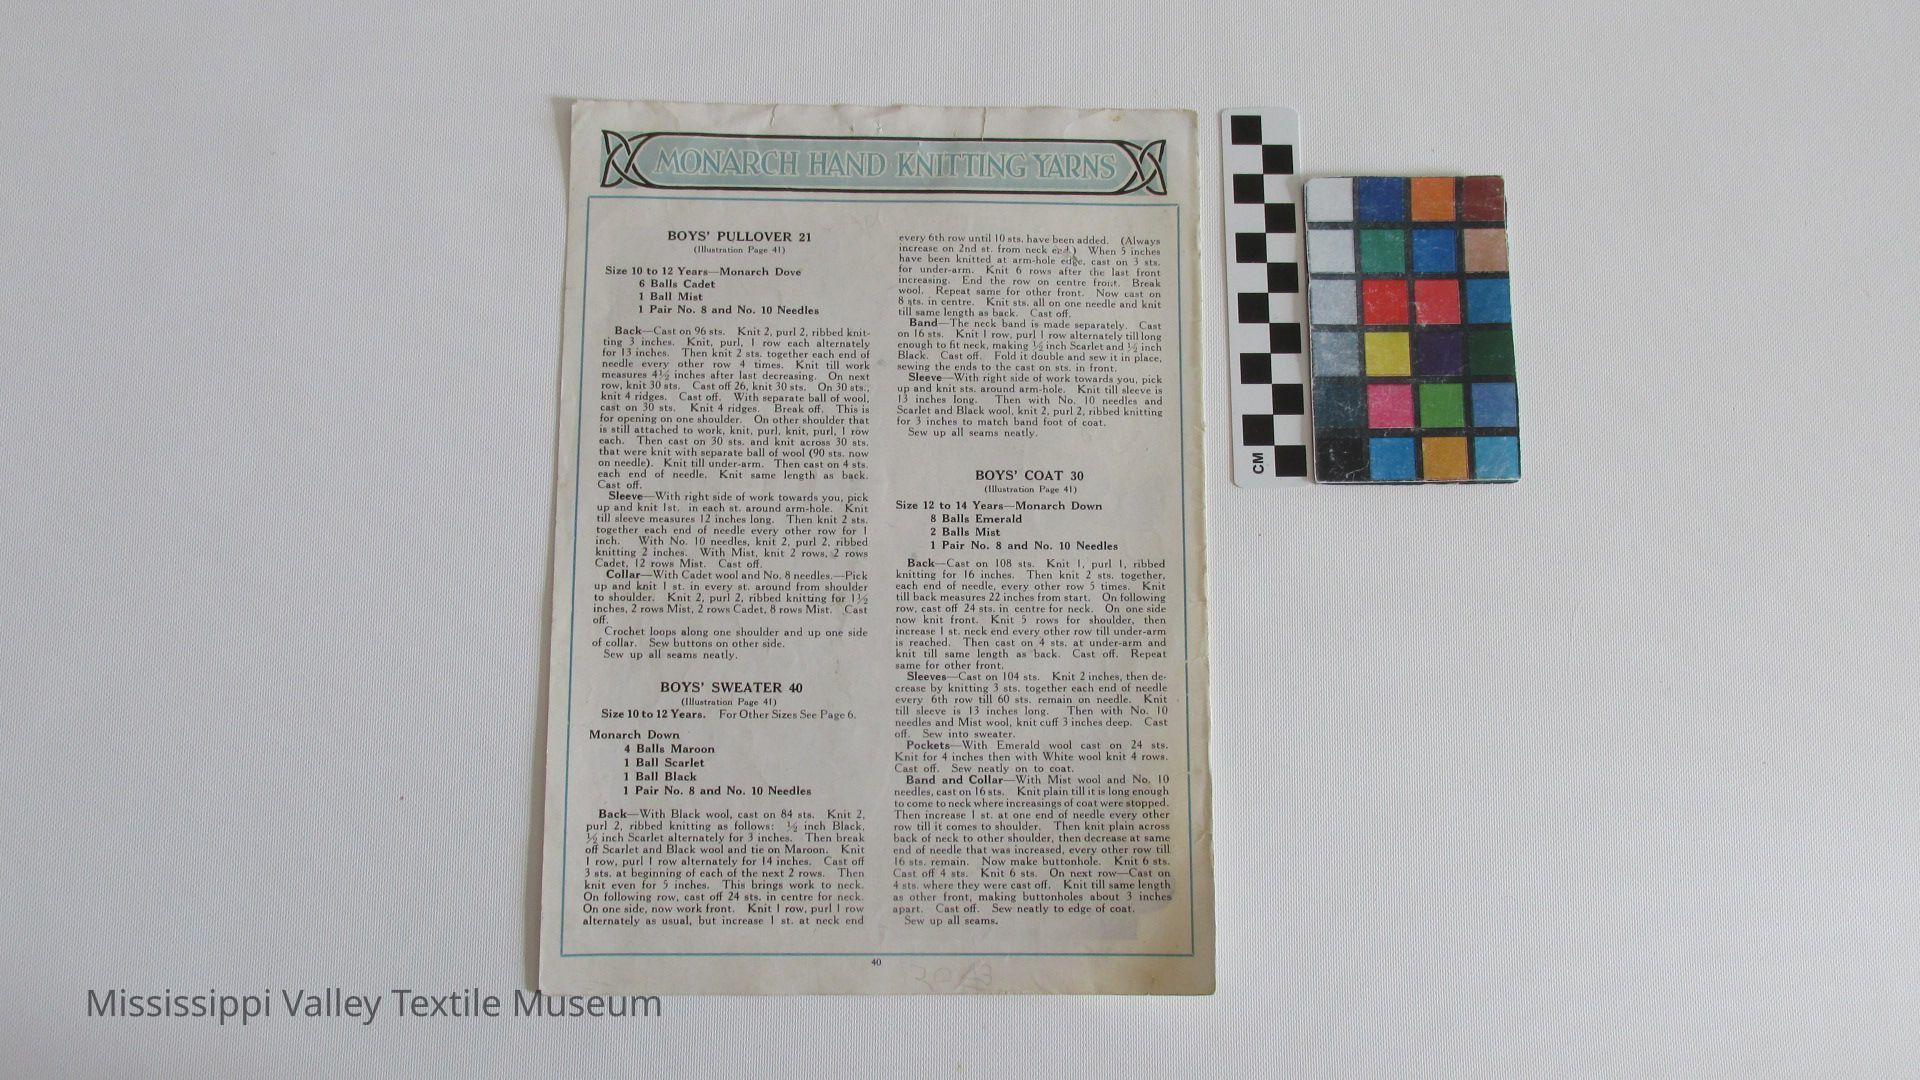 MONARCH HAND KNITTING YARNS
BOYS' PULLOVER 21
(Illustration Page 41)
Size 10 to 12 Years—Monarch Dove
6 Balls Cadet
1 Ball Mist
1 Pair No. 8 and No. 10 Needles
Back—Cast on 96 sts. Knit 2, purl 2, ribbed knit-
ting 3 inches. Knit, purl, 1 row each alternately
for 13 inches. Then knit 2 sts. together each end of
needle every other row 4 times. Knit till work
measures 4½ inches after last decreasing. On next
row, knit 30 sts. Cast off 26, knit 30 sts. On 30 sts.,
knit 4 ridges. Cast off. With separate ball of wool,
cast on 30 sts. Knit 4 ridges. Break off. This is
for opening on one shoulder. On other shoulder that
is still attached to work, knit, purl, knit, purl, 1 row
each. Then cast on 30 sts. and knit across 30 sts.
that were knit with separate ball of wool (90 sts. now
on needle). Knit till under-arm. Then cast on 4 sts.
each end of needle. Knit same length as back.
Cast off.
Sleeve—With right side of work towards you, pick
up and knit 1st. in each st. around arm-hole. Knit
till sleeve measures 12 inches long. Then knit 2 sts.
together each end of needle every other row for 1
inch. With No. 10 needles, knit 2, purl 2, ribbed
knitting 2 inches. With Mist, knit 2 rows, 2 rows
Cadet, 12 rows Mist. Cast off.
Collar—With Cadet wool and No. 8 needles.—Pick
up and knit 1 st. in every st. around from shoulder
to shoulder. Knit 2, purl 2, ribbed knitting for 1½
inches, 2 rows Mist, 2 rows Cadet, 8 rows Mist. Cast
off.
Crochet loops along one shoulder and up one side
of collar. Sew buttons on other side.
Sew up all seams neatly.
BOYS' SWEATER 40
(Illustration Page 41)
Size 10 to 12 Years. For Other Sizes See Page 6.
Monarch Down
4 Balls Maroon
1 Ball Scarlet
1 Ball Black
1 Pair No. 8 and No. 10 Needles
Back—With Black wool, cast on 84 sts. Knit 2,
purl 2, ribbed knitting as follows: ½ inch Black,
½ inch Scarlet alternately for 3 inches. Then break
off Scarlet and Black wool and tie on Maroon. Knit
1 row, purl 1 row alternately for 14 inches. Cast off
3 sts. at beginning of each of the next 2 rows. Then
knit even for 5 inches. This brings work to neck.
On following row, cast off 24 sts. in centre for neck.
On one side, now work front. Knit 1 row, purl 1 row
alternately as usual, but increase 1 st. at neck end
every 6th row until 10 sts. have been added. (Always
increase on 2nd st. from neck end.) When 5 inches
have been knitted at arm-hole edge, cast on 3 sts.
for under-arm. Knit 6 rows after the last front
increasing. End the row on centre front. Break
wool. Repeat same for other front. Now cast on
8 sts. in centre. Knit sts. all on one needle and knit
till same length as back. Cast off.
Band—The neck band is made separately. Cast
on 16 sts. Knit 1 row, purl 1 row alternately till long
enough to fit neck, making ½ inch Scarlet and ½ inch
Black. Cast off. Fold it double and sew it in place,
sewing the ends to the cast on sts. in front.
Sleeve—With right side of work towards you, pick
up and knit sts. around arm-hole. Knit till sleeve is
13 inches long. Then with No. 10 needles and
Scarlet and Black wool, knit 2, purl 2, ribbed knitting
for 3 inches to match band foot of coat.
Sew up all seams neatly.
BOYS' COAT 30
(Illustration Page 41)
Size 12 to 14 Years—Monarch Down
8 Balls Emerald
2 Balls Mist
1 Pair No. 8 and No. 10 Needles
Back—Cast on 108 sts. Knit 1, purl 1, ribbed
knitting for 16 inches. Then knit 2 sts. together,
each end of needle, every other row 5 times. Knit
till back measures 22 inches from start. On following
row, cast off 24 sts. in centre for neck. On one side
now knit front. Knit 5 rows for shoulder, then
increase 1 st. neck end every other row till under-arm
is reached. Then cast on 4 sts. at under-arm and
knit till same length as back. Cast off. Repeat
same for other front.
Sleeves—Cast on 104 sts. Knit 2 inches, then de-
crease by knitting 3 sts. together each end of needle
every 6th row till 60 sts. remain on needle. Knit
till sleeve is 13 inches long. Then with No. 10
needles and Mist wool, knit cuff 3 inches deep. Cast
off. Sew into sweater.
Pockets—With Emerald wool cast on 24 sts.
Knit for 4 inches then with White wool knit 4 rows.
Cast off. Sew neatly on to coat.
Band and Collar—With Mist wool and No. 10
needles, cast on 16 sts. Knit plain till it is long enough
to come to neck where increasings of coat were stopped.
Then increase 1 st. at one end of needle every other
row till it comes to shoulder. Then knit plain across
back of neck to other shoulder, then decrease at same
end of needle that was increased, every other row till
16 sts. remain. Now make buttonhole. Knit 6 sts.
Cast off 4 sts. Knit 6 sts. On next row—Cast on
4 sts. where they were cast off. Knit till same length
as other front, making buttonholes about 3 inches
apart. Cast off. Sew neatly to edge of coat.
Sew up all seams.
40
CM
Mississippi Valley Textile Museum